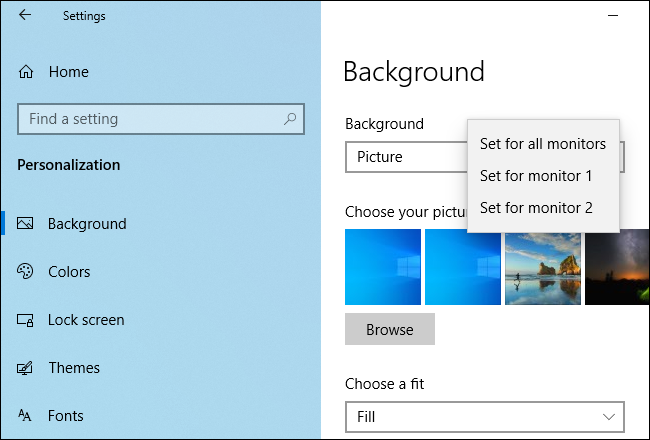 Settings
Home
Find a setting
Personalization
Background
Colors
Lock screen
Themes
Fonts
Background
Background
Picture
Set for all monitors
Set for monitor 1
Set for monitor 2
Choose your pictu
Browse
Choose a fit
Fill